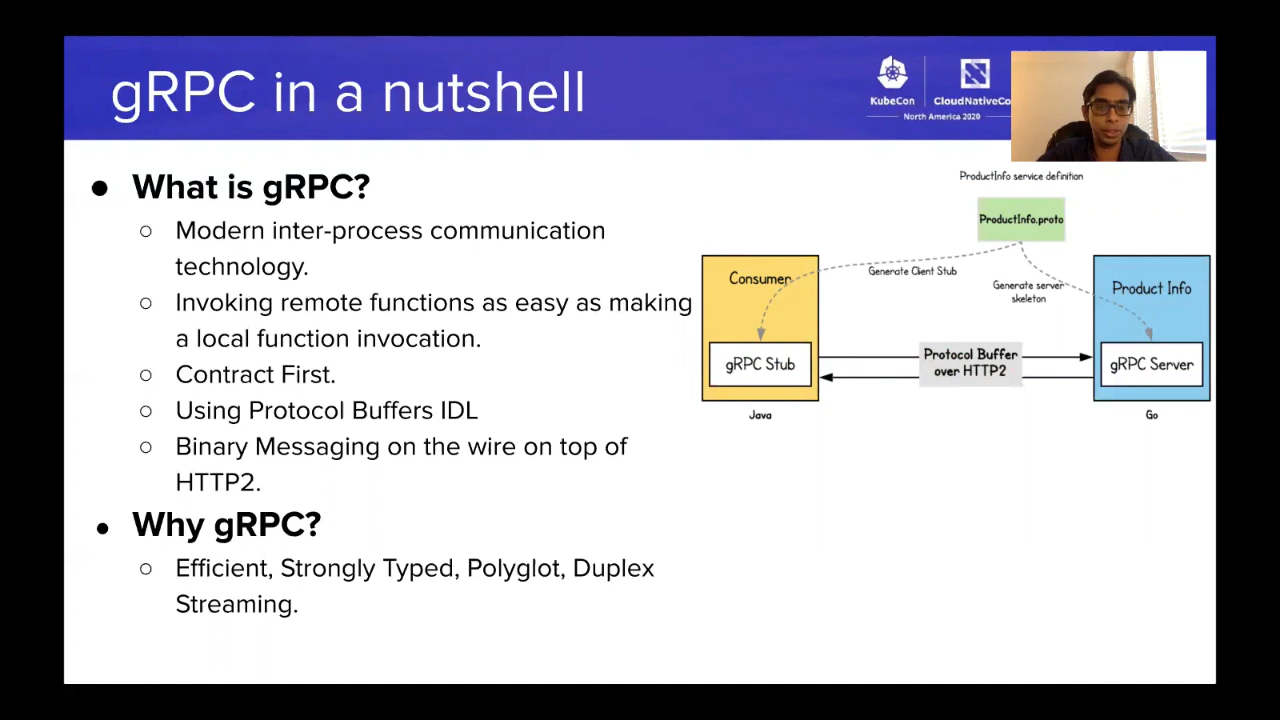 gRPC in a nutshell
KubeCon
CloudNativeCo
North America 2020
● What is gRPC?
○ Modern inter-process communication
technology.
○ Invoking remote functions as easy as making
a local function invocation.
○ Contract First.
○ Using Protocol Buffers IDL
○ Binary Messaging on the wire on top of
HTTP2.
● Why gRPC?
○ Efficient, Strongly Typed, Polyglot, Duplex
Streaming.
ProductInfo service definition
ProductInfo.proto
Generate Client Stub
Generate server
skeleton
Consumer
gRPC Stub
Java
Protocol Buffer
over HTTP2
Product Info
gRPC Server
Go